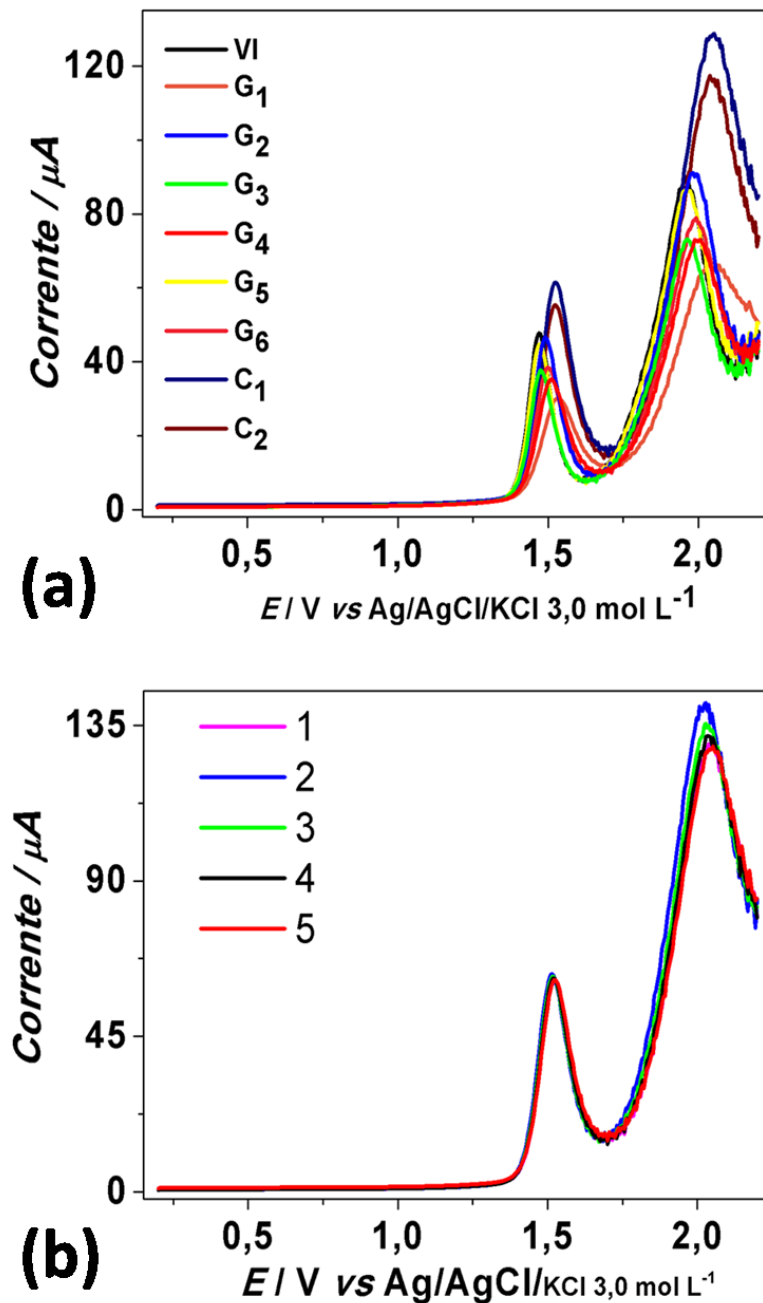 120
80
40
0
Corrente / μA
VI
G1
G2
G3
G4
G5
G6
C1
C2
0,5 1,0 1,5 2,0
(a)
E / V vs Ag/AgCl/KCl 3,0 mol L-1
135
90
45
0
Corrente / μA
1
2
3
4
5
0,5 1,0 1,5 2,0
(b)
E / V vs Ag/AgCl/KCl 3,0 mol L-1